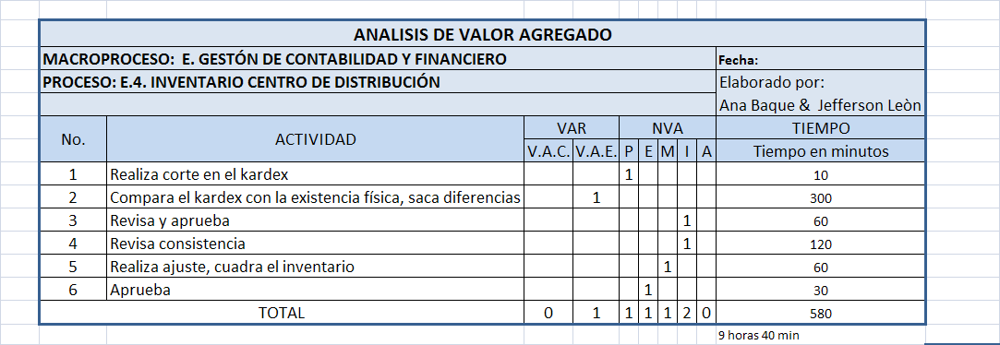 ANALISIS DE VALOR AGREGADO
MACROPROCESO: E. GESTÓN DE CONTABILIDAD Y FINANCIERO Fecha:
PROCESO: E.4. INVENTARIO CENTRO DE DISTRIBUCIÓN Elaborado por:
Ana Baque & Jefferson Leòn
No. ACTIVIDAD VAR NVA TIEMPO
V.A.C. V.A.E. P E M I A Tiempo en minutos
1 Realiza corte en el kardex 1 10
2 Compara el kardex con la existencia física, saca diferencias 1 300
3 Revisa y aprueba 1 60
4 Revisa consistencia 1 120
5 Realiza ajuste, cuadra el inventario 1 60
6 Aprueba 1 30
TOTAL 0 1 1 1 1 2 0 580
9 horas 40 min